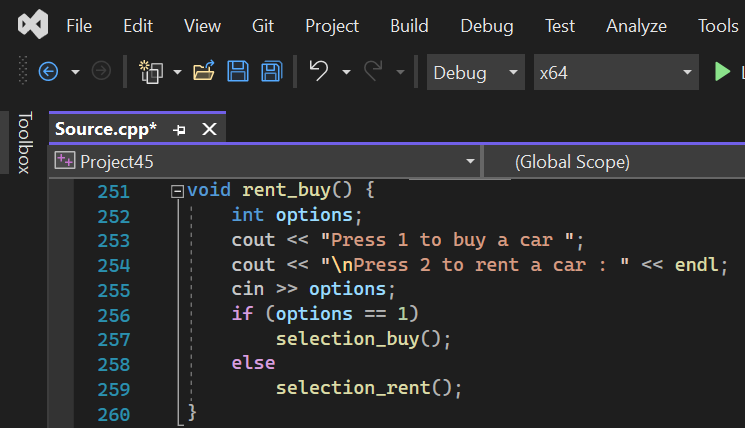 File Edit View Git Project Build Debug Test Analyze Tools
Debug x64
Toolbox
Source.cpp*
Project45 (Global Scope)
251 void rent_buy() {
252 int options;
253 cout << "Press 1 to buy a car ";
254 cout << "\nPress 2 to rent a car : " << endl;
255 cin >> options;
256 if (options == 1)
257 selection_buy();
258 else
259 selection_rent();
260 }